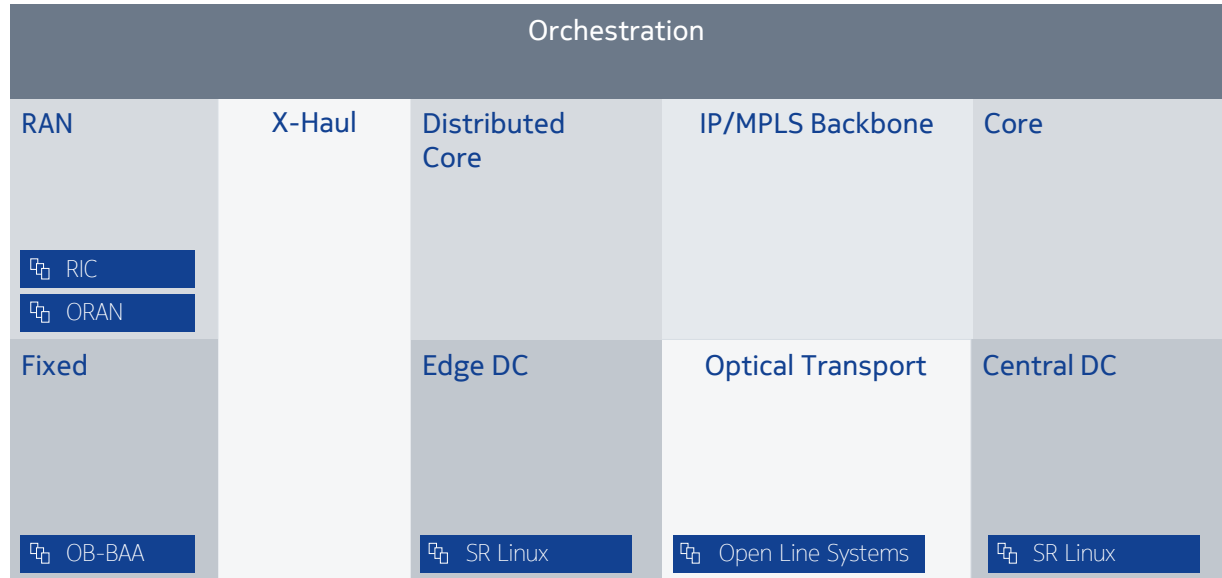 Orchestration
RAN
X-Haul
Distributed
Core
IP/MPLS Backbone
Core
RIC
ORAN
Fixed
Edge DC
Optical Transport
Central DC
OB-BAA
SR Linux
Open Line Systems
SR Linux